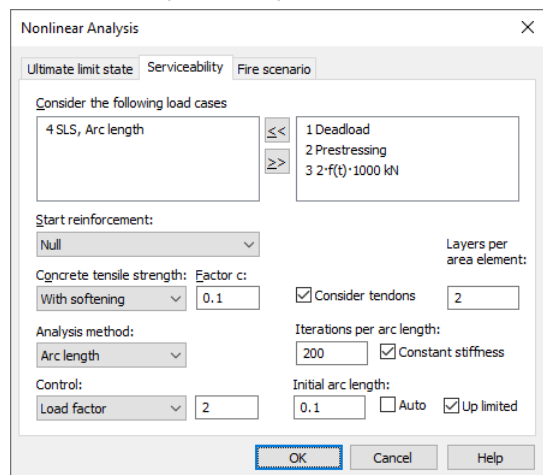 Nonlinear Analysis
Ultimate limit state Serviceability Fire scenario
Consider the following load cases
4 SLS, Arc length
<<
>>
1 Deadload
2 Prestressing
3 2·f(t)·1000 kN
Start reinforcement:
Null
Layers per
area element:
Concrete tensile strength: Factor c:
With softening 0.1 Consider tendons 2
Analysis method: Iterations per arc length:
Arc length 200 Constant stiffness
Control: Initial arc length:
Load factor 2 0.1 Auto Up limited
OK Cancel Help